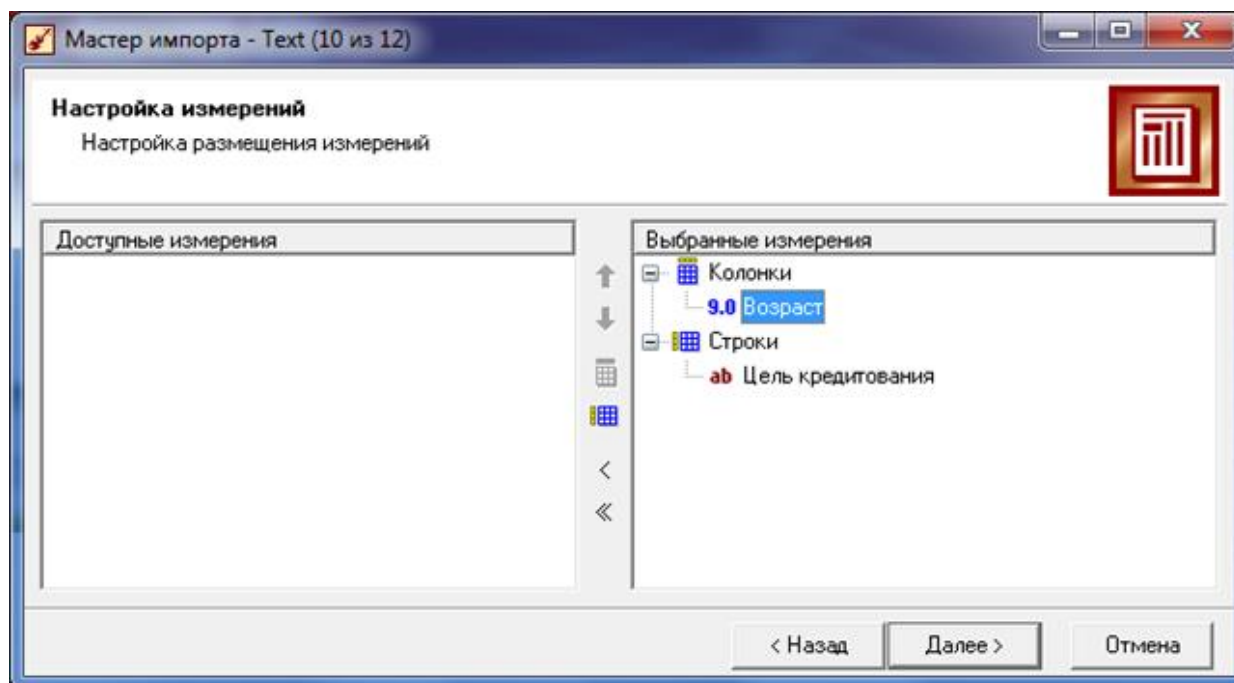 Мастер импорта - Text (10 из 12)
Настройка измерений
Настройка размещения измерений
Доступные измерения
Выбранные измерения
Колонки
9.0 Возраст
Строки
ab Цель кредитования
<
≪
< Назад
Далее >
Отмена